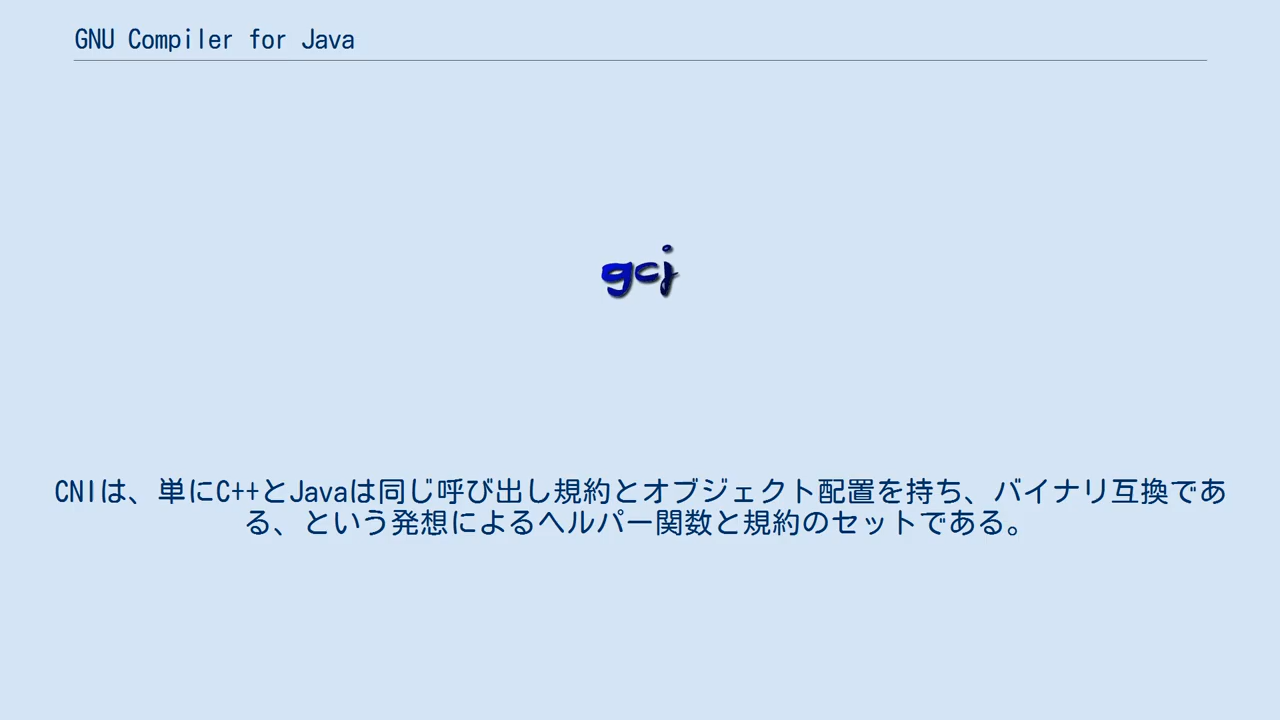 GNU Compiler for Java
gcj
CNIは、単にC++とJavaは同じ呼び出し規約とオブジェクト配置を持ち、バイナリ互換であ
る、という発想によるヘルパー関数と規約のセットである。